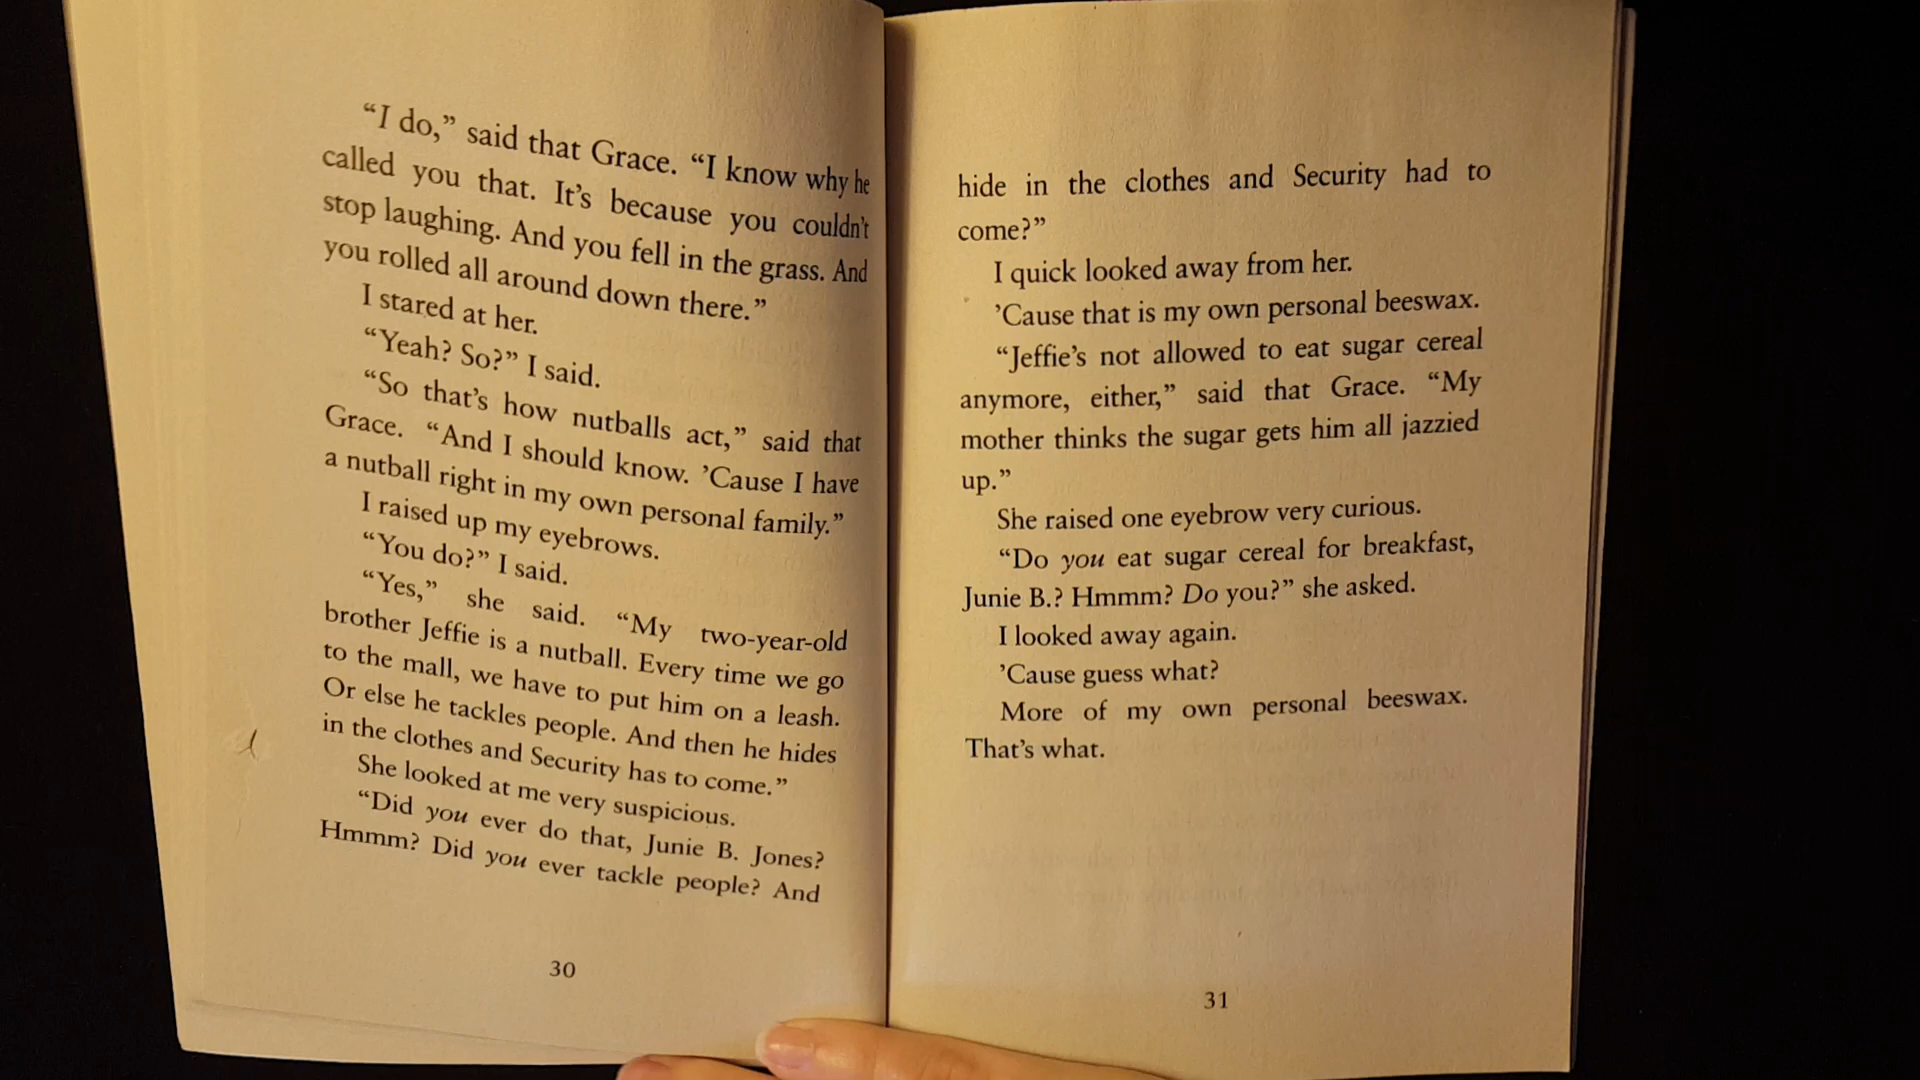 “I do,” said that Grace. “I know why he
called you that. It’s because you couldn’t
stop laughing. And you fell in the grass. And
you rolled all around down there.”
I stared at her.
“Yeah? So?” I said.
“So that’s how nutballs act,” said that
Grace. “And I should know. ’Cause I have
a nutball right in my own personal family.”
I raised up my eyebrows.
“You do?” I said.
“Yes,” she said. “My two-year-old
brother Jeffie is a nutball. Every time we go
to the mall, we have to put him on a leash.
Or else he tackles people. And then he hides
in the clothes and Security has to come.”
She looked at me very suspicious.
“Did you ever do that, Junie B. Jones?
Hmmm? Did you ever tackle people? And
30
hide in the clothes and Security had to
come?”
I quick looked away from her.
’Cause that is my own personal beeswax.
“Jeffie’s not allowed to eat sugar cereal
anymore, either,” said that Grace. “My
mother thinks the sugar gets him all jazzied
up.”
She raised one eyebrow very curious.
“Do you eat sugar cereal for breakfast,
Junie B.? Hmmm? Do you?” she asked.
I looked away again.
’Cause guess what?
More of my own personal beeswax.
That’s what.
31